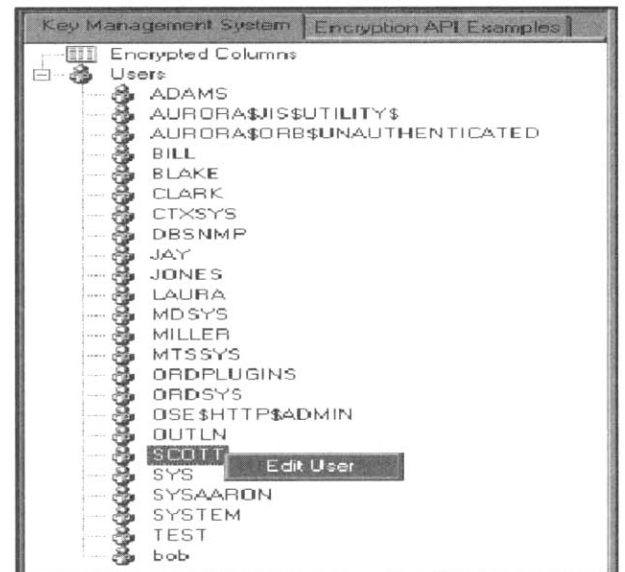 Key Management System Encryption API Examples
Encrypted Columns
Users
ADAMS
AURORA$JIS$UTILITY$
AURORA$ORB$UNAUTHENTICATED
BILL
BLAKE
CLARK
CTXSYS
DBSNMP
JAY
JONES
LAURA
MDSYS
MILLER
MTSSYS
ORDPLUGINS
ORDSYS
OSE$HTTP$ADMIN
OUTLN
SCOTT
Edit User
SYS
SYSAARON
SYSTEM
TEST
bob